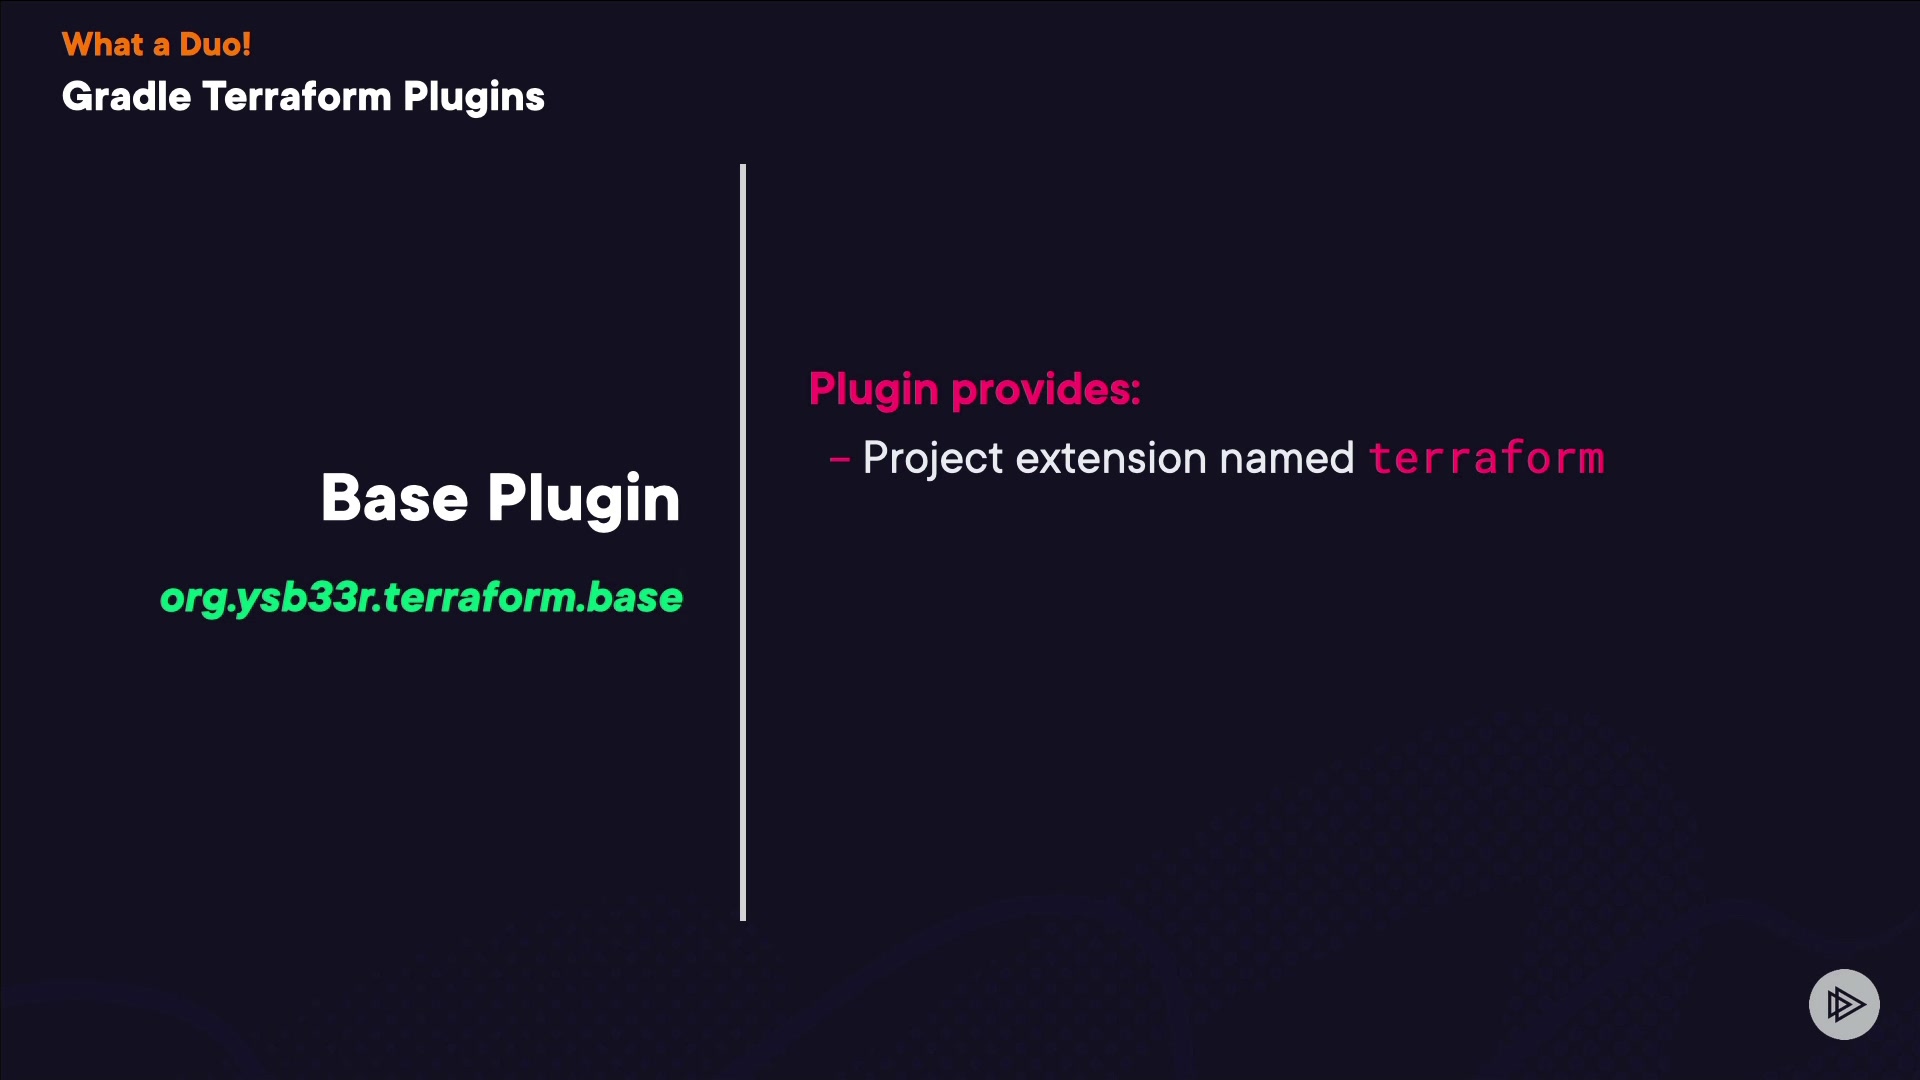 What a Duo!
Gradle Terraform Plugins
Base Plugin
org.ysb33r.terraform.base
Plugin provides:
– Project extension named terraform